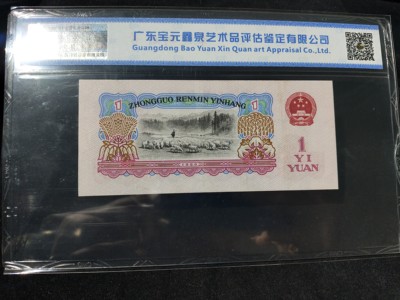 广东宝元鑫泉艺术品评估鉴定有限公司
Guangdong Bao Yuan Xin Quan art Appraisal Co.,Ltd.
1
ZHONGGUO RENMIN YINHANG
1
1
YI
YUAN
1960